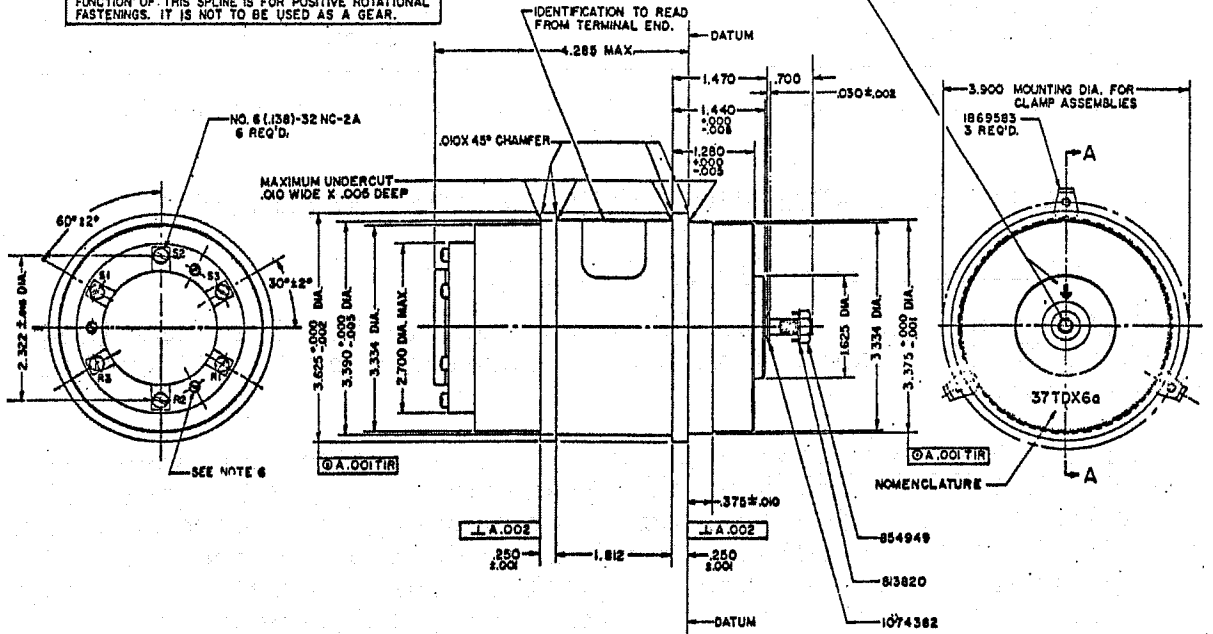 FUNCTION OF THIS SPLINE IS FOR POSITIVE ROTATIONAL
FASTENINGS. IT IS NOT TO BE USED AS A GEAR.
IDENTIFICATION TO READ
FROM TERMINAL END.
DATUM
4.285 MAX.
1.470
.700
.030±.002
1.440
+.000
-.005
1.280
+.000
-.005
3.900 MOUNTING DIA. FOR
CLAMP ASSEMBLIES
1869583
3 REQ'D.
A
NO. 6 (.138)-32 NC-2A
6 REQ'D.
.010X 45° CHAMFER
MAXIMUM UNDERCUT
.010 WIDE X .005 DEEP
60°±2°
30°±2°
S2
S1
S3
R3
R1
R2
2.322 ±.005 DIA.
3.625 +.000 -.002 DIA.
3.390 +.000 -.005 DIA.
3.334 DIA.
2.700 DIA. MAX.
1.625 DIA.
3.334 DIA.
3.375 +.000 -.001 DIA.
37TDX6a
SEE NOTE 6
◎ A .001 TIR
◎ A .001 TIR
NOMENCLATURE
A
.375±.010
⊥ A .002
⊥ A .002
.250
±.001
1.812
.250
±.001
854949
813820
1074382
DATUM